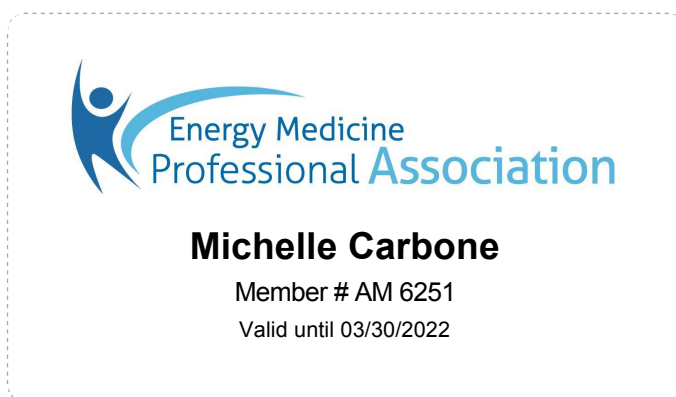 Energy Medicine
Professional Association
Michelle Carbone
Member # AM 6251
Valid until 03/30/2022